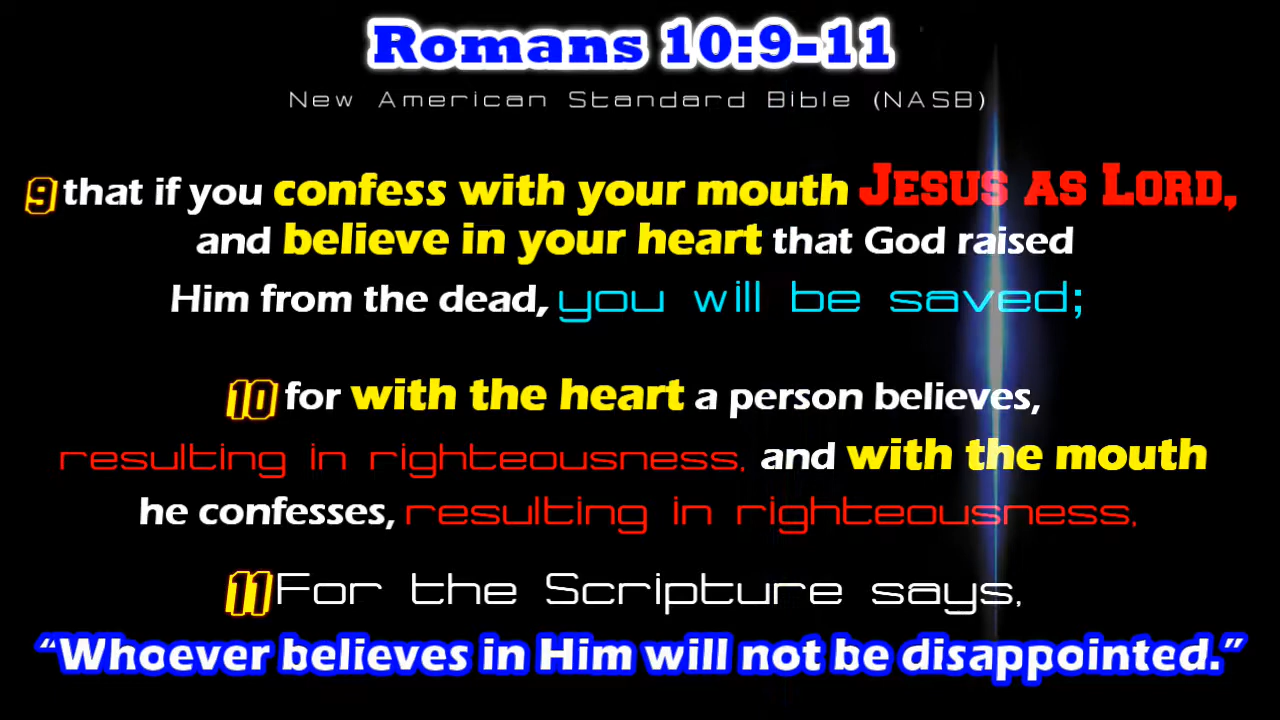 Romans 10:9-11
New American Standard Bible (NASB)
9 that if you confess with your mouth Jesus as Lord,
and believe in your heart that God raised
Him from the dead, you will be saved;
10 for with the heart a person believes,
resulting in righteousness, and with the mouth
he confesses, resulting in righteousness.
11 For the Scripture says,
“Whoever believes in Him will not be disappointed.”